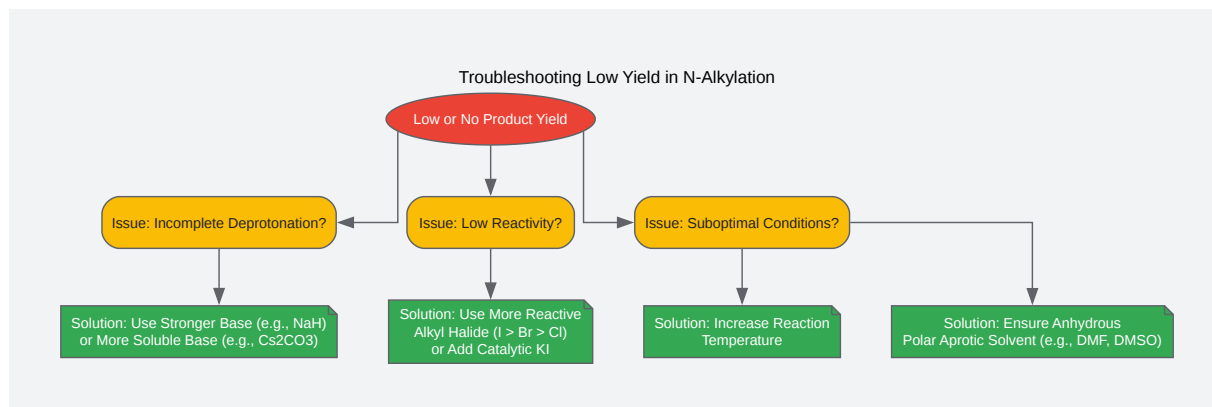 Troubleshooting Low Yield in N-Alkylation
Low or No Product Yield
Issue: Incomplete Deprotonation?
Issue: Low Reactivity?
Issue: Suboptimal Conditions?
Solution: Use Stronger Base (e.g., NaH)
or More Soluble Base (e.g., Cs2CO3)
Solution: Use More Reactive
Alkyl Halide (I > Br > Cl)
or Add Catalytic KI
Solution: Increase Reaction
Temperature
Solution: Ensure Anhydrous
Polar Aprotic Solvent (e.g., DMF, DMSO)